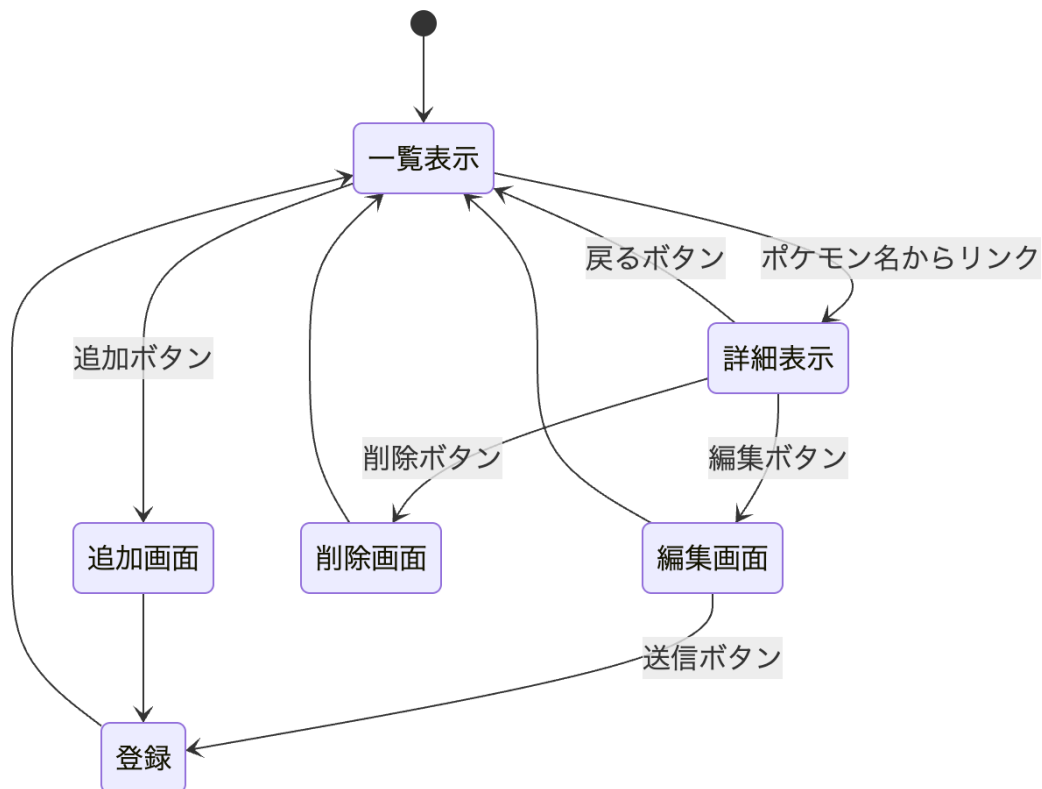 一覧表示
戻るボタン
ポケモン名からリンク
追加ボタン
詳細表示
削除ボタン
編集ボタン
追加画面
削除画面
編集画面
送信ボタン
登録